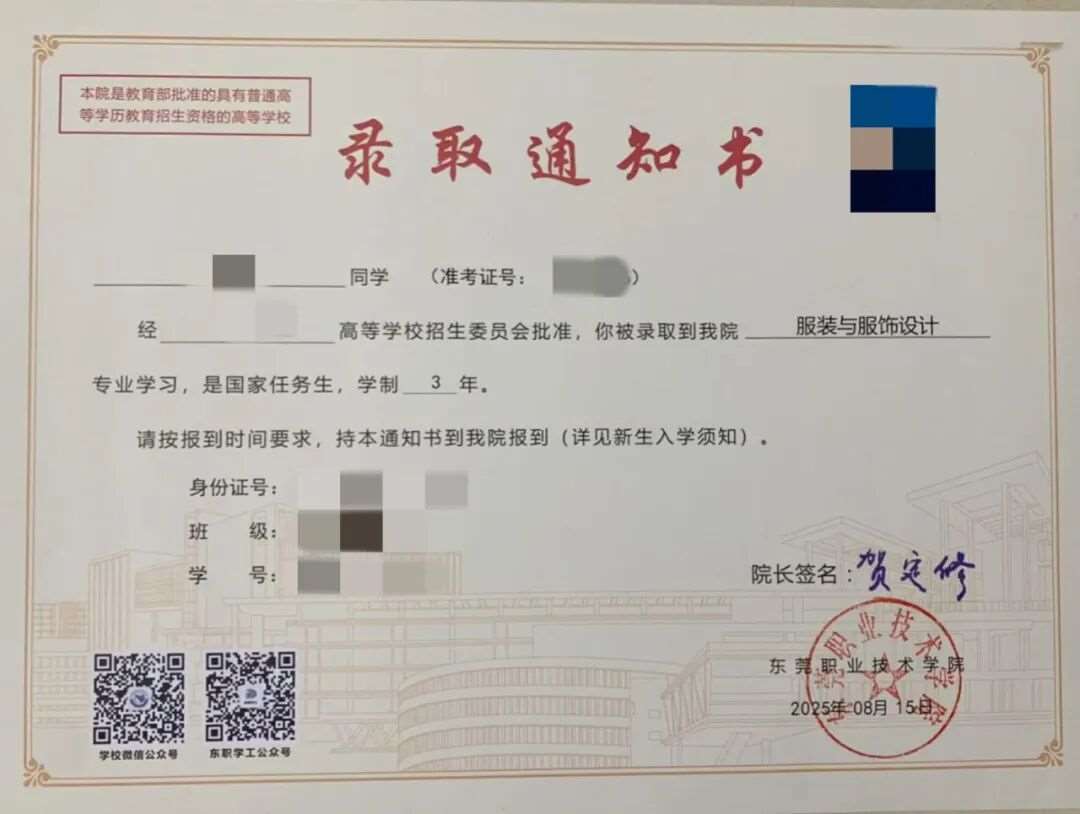 本院是教育部批准的具有普通高
等学历教育招生资格的高等学校
录取通知书
同学 （准考证号： ）
经 高等学校招生委员会批准，你被录取到我院 服装与服饰设计
专业学习，是国家任务生，学制 3 年。
请按报到时间要求，持本通知书到我院报到（详见新生入学须知）。
身份证号：
班 级：
学 号：
院长签名：贺定修
东莞职业技术学院
东莞职业技术学院
2025年 08月 15日
学校微信公众号
东职学工公众号